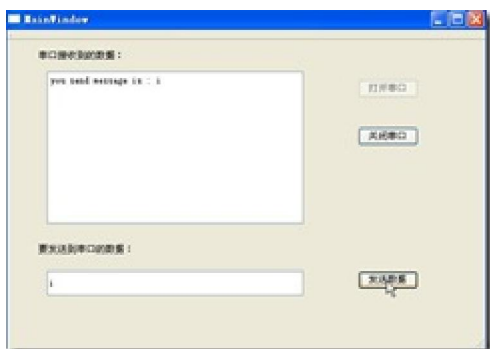 MainWindow
串口接收到的数据：
you send message is : i
打开串口
关闭串口
要发送到串口的数据：
i
发送数据